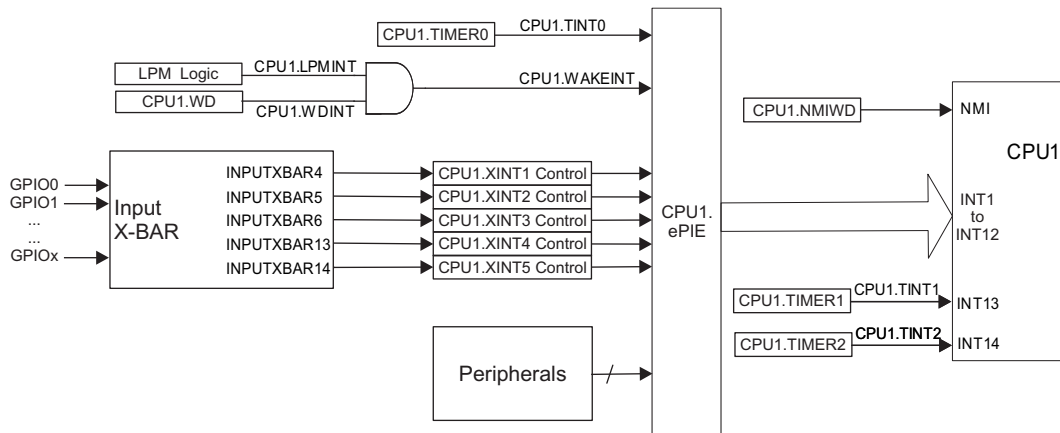 CPU1.TIMER0
CPU1.TINT0
LPM Logic
CPU1.LPMINT
CPU1.WAKEINT
CPU1.WD
CPU1.WDINT
CPU1.NMIWD
NMI
CPU1
GPIO0
GPIO1
...
...
GPIOx
Input
X-BAR
INPUTXBAR4
INPUTXBAR5
INPUTXBAR6
INPUTXBAR13
INPUTXBAR14
CPU1.XINT1 Control
CPU1.XINT2 Control
CPU1.XINT3 Control
CPU1.XINT4 Control
CPU1.XINT5 Control
CPU1.
ePIE
INT1
to
INT12
CPU1.TIMER1
CPU1.TINT1
INT13
CPU1.TIMER2
CPU1.TINT2
INT14
Peripherals